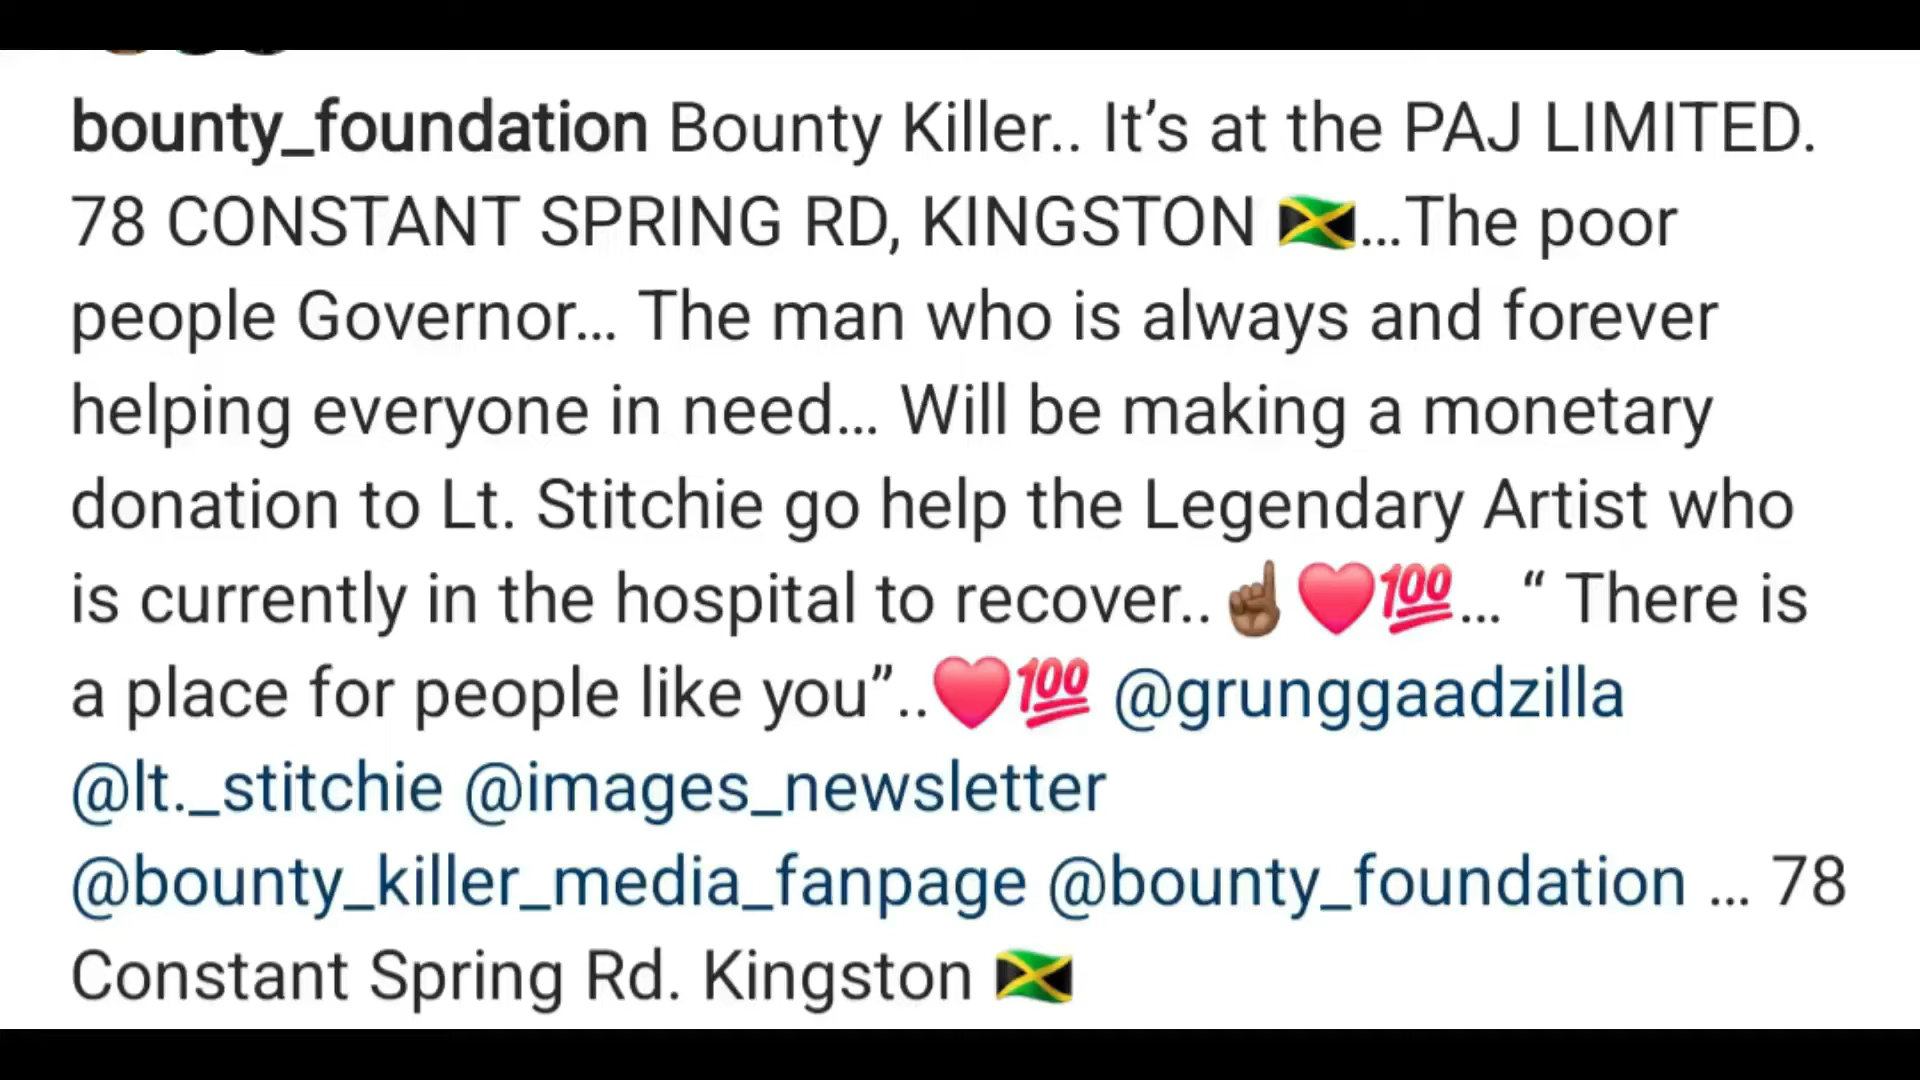 bounty_foundation Bounty Killer.. It’s at the PAJ LIMITED.
78 CONSTANT SPRING RD, KINGSTON 🇯🇲...The poor
people Governor... The man who is always and forever
helping everyone in need... Will be making a monetary
donation to Lt. Stitchie go help the Legendary Artist who
is currently in the hospital to recover..☝🏾❤️💯... “ There is
a place for people like you”..❤️💯 @grunggaadzilla
@lt._stitchie @images_newsletter
@bounty_killer_media_fanpage @bounty_foundation ... 78
Constant Spring Rd. Kingston 🇯🇲